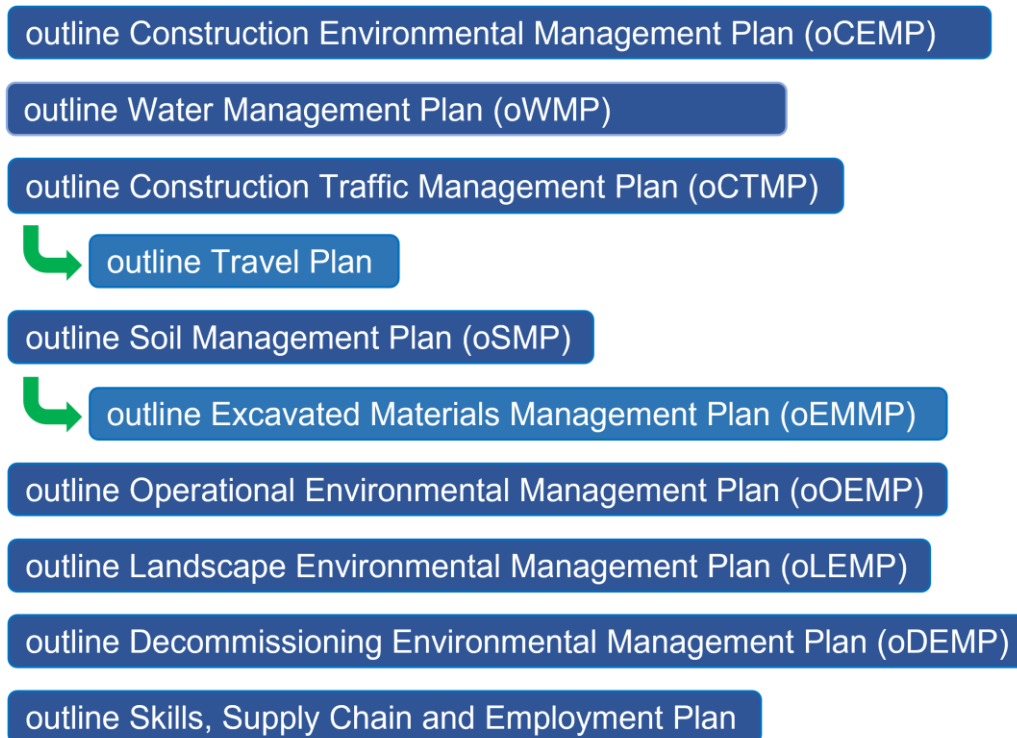 outline Construction Environmental Management Plan (oCEMP)
outline Water Management Plan (oWMP)
outline Construction Traffic Management Plan (oCTMP)
outline Travel Plan
outline Soil Management Plan (oSMP)
outline Excavated Materials Management Plan (oEMMP)
outline Operational Environmental Management Plan (oOEMP)
outline Landscape Environmental Management Plan (oLEMP)
outline Decommissioning Environmental Management Plan (oDEMP)
outline Skills, Supply Chain and Employment Plan